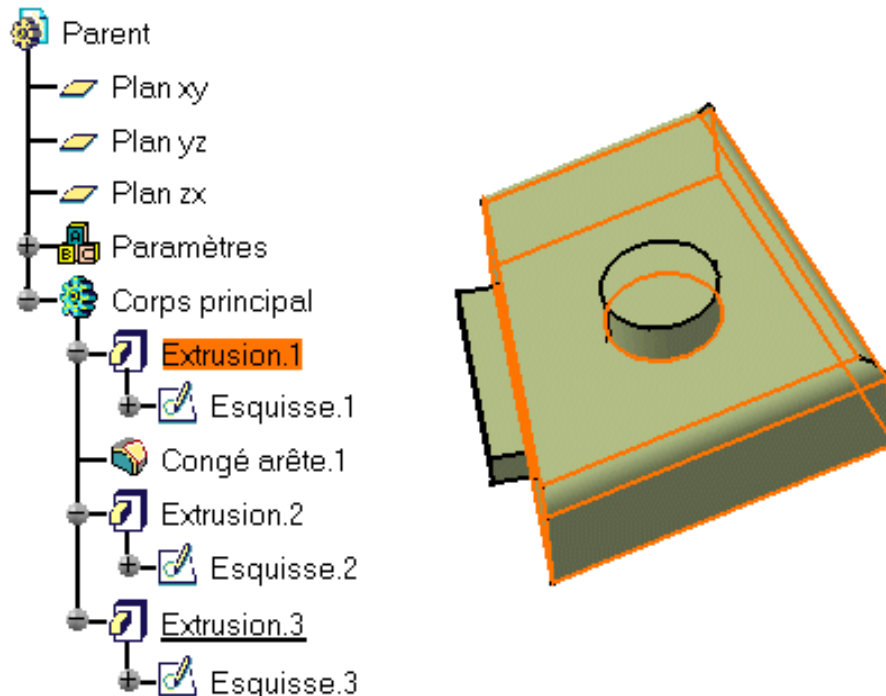 Parent
Plan xy
Plan yz
Plan zx
Paramètres
Corps principal
Extrusion.1
Esquisse.1
Congé arête.1
Extrusion.2
Esquisse.2
Extrusion.3
Esquisse.3